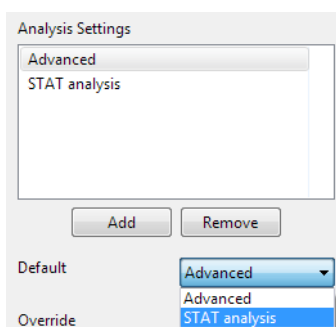 Analysis Settings
Advanced
STAT analysis
Add Remove
Default Advanced
Advanced
Override STAT analysis